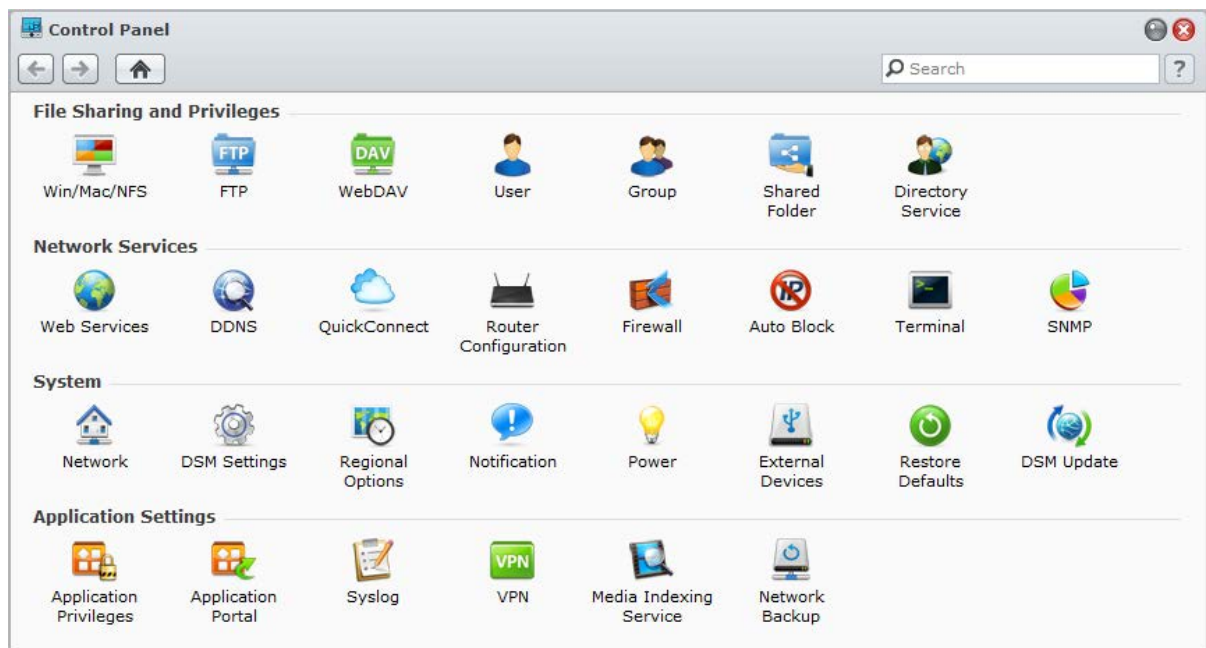 Control Panel
Search
?
File Sharing and Privileges
FTP
DAV
Win/Mac/NFS
FTP
WebDAV
User
Group
Shared
Folder
Directory
Service
Network Services
IP
>_
Web Services
DDNS
QuickConnect
Router
Configuration
Firewall
Auto Block
Terminal
SNMP
System
!
Network
DSM Settings
Regional
Options
Notification
Power
External
Devices
Restore
Defaults
DSM Update
Application Settings
VPN
Application
Privileges
Application
Portal
Syslog
VPN
Media Indexing
Service
Network
Backup